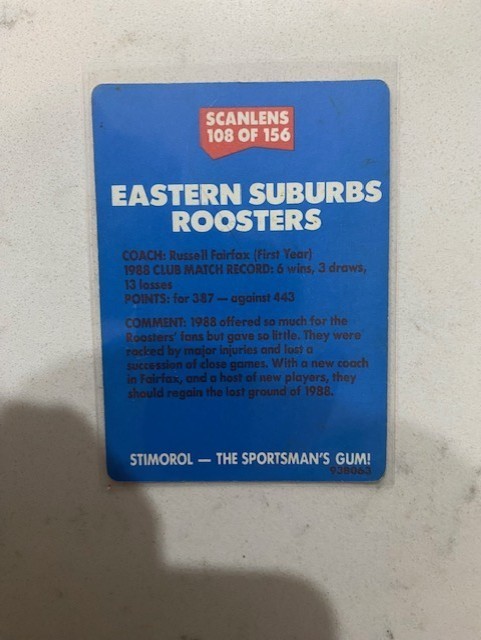 SCANLENS
108 OF 156
EASTERN SUBURBS
ROOSTERS
COACH: Russell Fairfax (First Year)
1988 CLUB MATCH RECORD: 6 wins, 3 draws,
13 losses
POINTS: for 387 — against 443
COMMENT: 1988 offered so much for the
Roosters' fans but gave so little. They were
racked by major injuries and lost a
succession of close games. With a new coach
in Fairfax, and a host of new players, they
should regain the lost ground of 1988.
STIMOROL — THE SPORTSMAN'S GUM!
938063